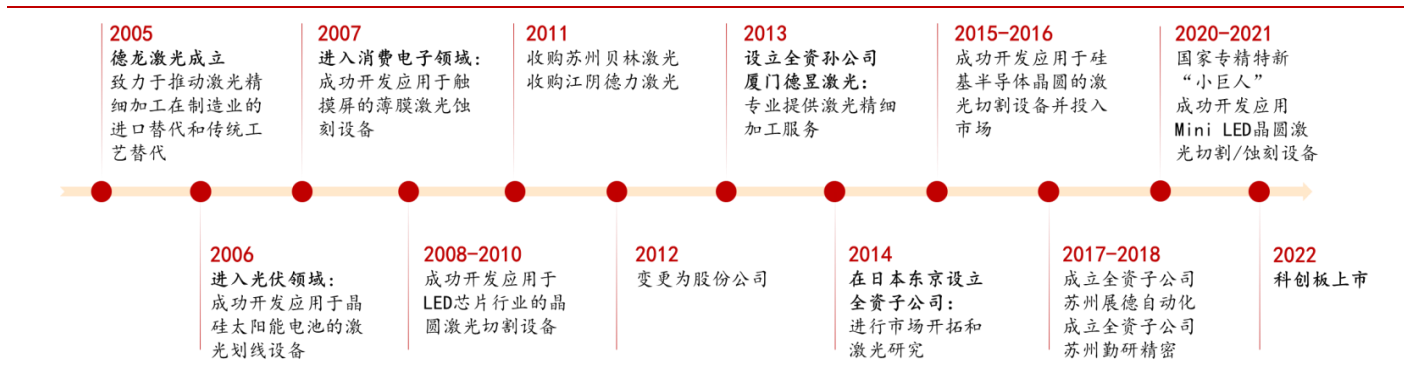 2005
德龙激光成立
致力于推动激光精
细加工在制造业的
进口替代和传统工
艺替代
2006
进入光伏领域：
成功开发应用于晶
硅太阳能电池的激
光划线设备
2007
进入消费电子领域：
成功开发应用于触
摸屏的薄膜激光蚀
刻设备
2008-2010
成功开发应用于
LED芯片行业的晶
圆激光切割设备
2011
收购苏州贝林激光
收购江阴德力激光
2012
变更为股份公司
2013
设立全资孙公司
厦门德昱激光：
专业提供激光精细
加工服务
2014
在日本东京设立
全资子公司：
进行市场开拓和
激光研究
2015-2016
成功开发应用于硅
基半导体晶圆的激
光切割设备并投入
市场
2017-2018
成立全资子公司
苏州展德自动化
成立全资子公司
苏州勤研精密
2020-2021
国家专精特新
“小巨人”
成功开发应用
Mini LED晶圆激
光切割/蚀刻设备
2022
科创板上市